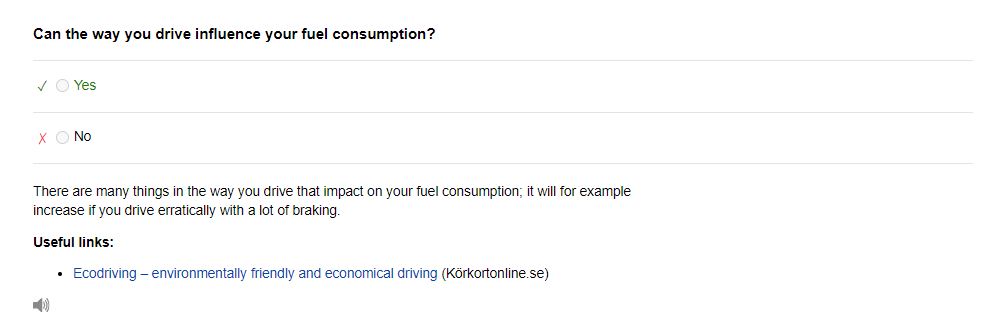 Can the way you drive influence your fuel consumption?
✓ Yes
✗ No
There are many things in the way you drive that impact on your fuel consumption; it will for example
increase if you drive erratically with a lot of braking.
Useful links:
• Ecodriving – environmentally friendly and economical driving (Körkortonline.se)